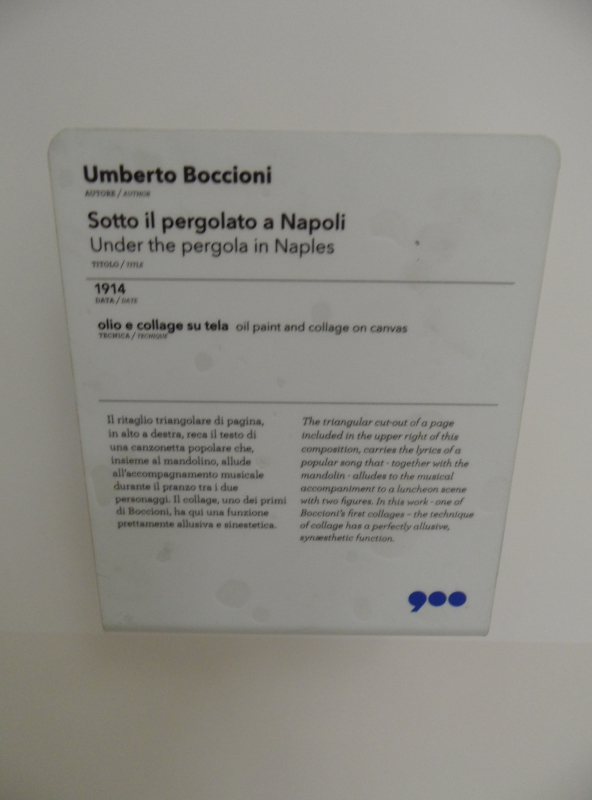 Umberto Boccioni
AUTORE / AUTHOR
Sotto il pergolato a Napoli
Under the pergola in Naples
TITOLO / TITLE
1914
DATA / DATE
olio e collage su tela oil paint and collage on canvas
TECNICA / TECNIQUE
Il ritaglio triangolare di pagina,
in alto a destra, reca il testo di
una canzonetta popolare che,
insieme al mandolino, allude
all'accompagnamento musicale
durante il pranzo tra i due
personaggi. Il collage, uno dei primi
di Boccioni, ha qui una funzione
prettamente allusiva e sinestetica.
The triangular cut-out of a page
included in the upper right of this
composition, carries the lyrics of a
popular song that - together with the
mandolin - alludes to the musical
accompaniment to a luncheon scene
with two figures. In this work - one of
Boccioni's first collages - the technique
of collage has a perfectly allusive,
synæsthetic function.
900